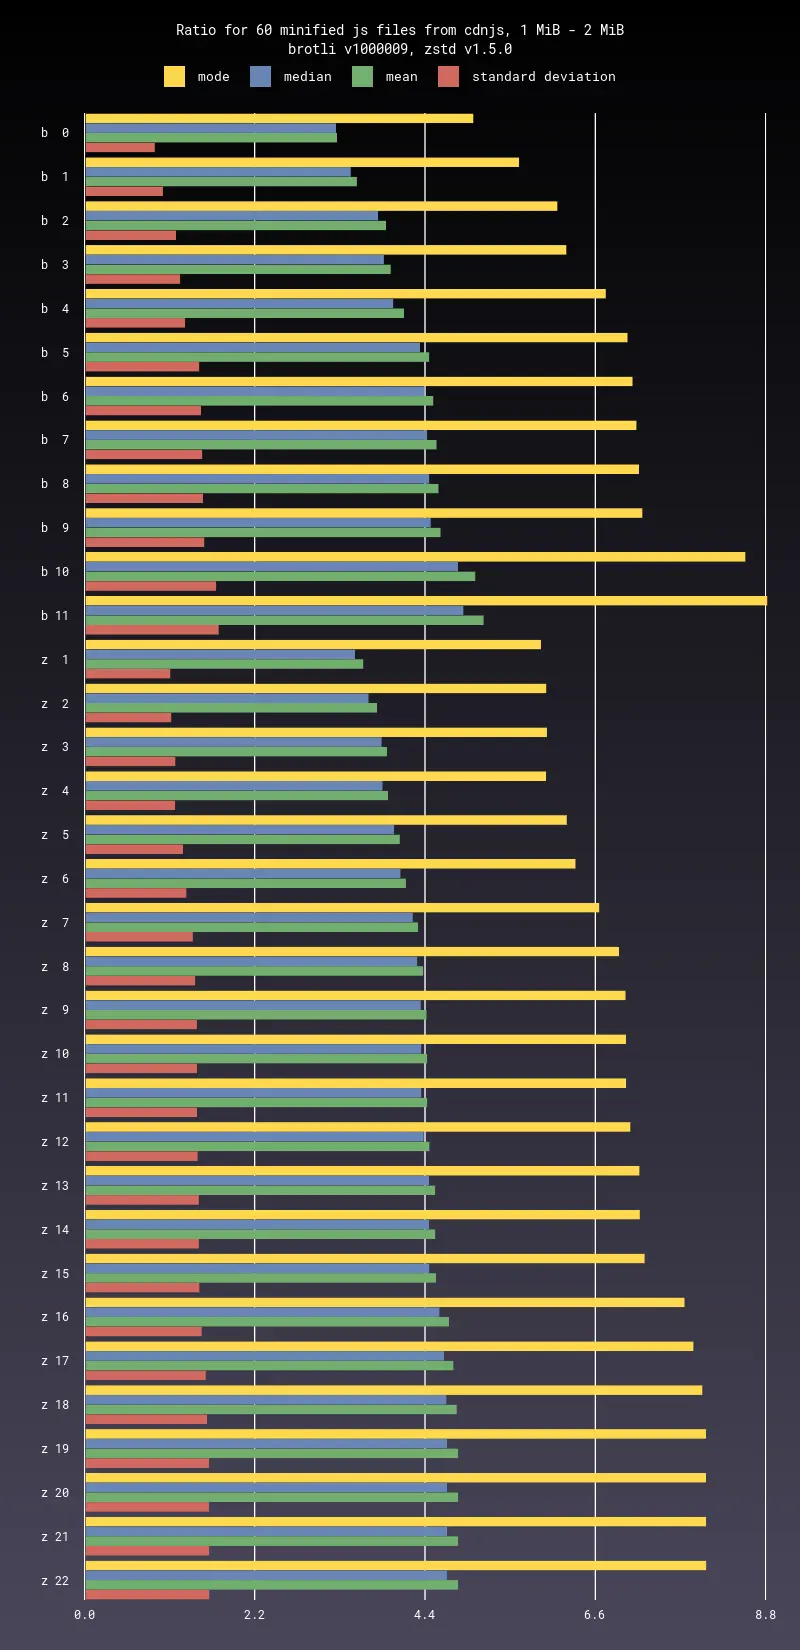 Ratio for 60 minified js files from cdnjs, 1 MiB - 2 MiB
brotli v1000009, zstd v1.5.0
mode median mean standard deviation
b 0
b 1
b 2
b 3
b 4
b 5
b 6
b 7
b 8
b 9
b 10
b 11
z 1
z 2
z 3
z 4
z 5
z 6
z 7
z 8
z 9
z 10
z 11
z 12
z 13
z 14
z 15
z 16
z 17
z 18
z 19
z 20
z 21
z 22
0.0 2.2 4.4 6.6 8.8